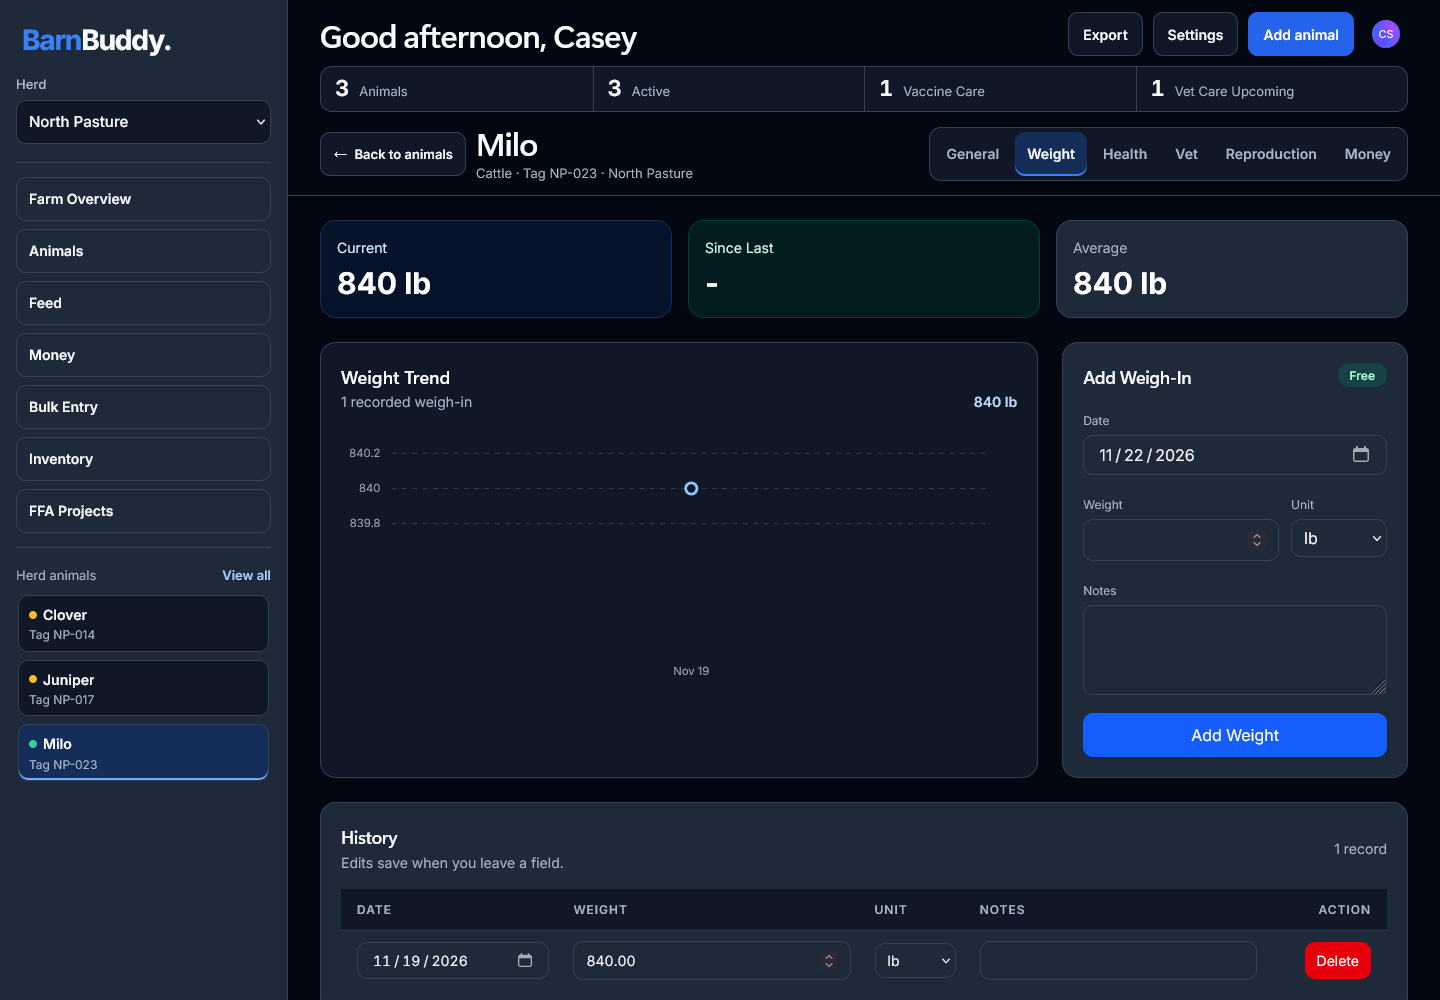 BarnBuddy.
Herd
North Pasture
Farm Overview
Animals
Feed
Money
Bulk Entry
Inventory
FFA Projects
Herd animals View all
Clover
Tag NP-014
Juniper
Tag NP-017
Milo
Tag NP-023
Good afternoon, Casey
Export Settings Add animal CS
3 Animals 3 Active 1 Vaccine Care 1 Vet Care Upcoming
← Back to animals
Milo
Cattle · Tag NP-023 · North Pasture
General Weight Health Vet Reproduction Money
Current
840 lb
Since Last
-
Average
840 lb
Weight Trend
1 recorded weigh-in 840 lb
840.2
840
839.8
Nov 19
Add Weigh-In Free
Date
11/22/2026
Weight Unit
lb
Notes
Add Weight
History
Edits save when you leave a field. 1 record
DATE WEIGHT UNIT NOTES ACTION
11/19/2026 840.00 lb Delete